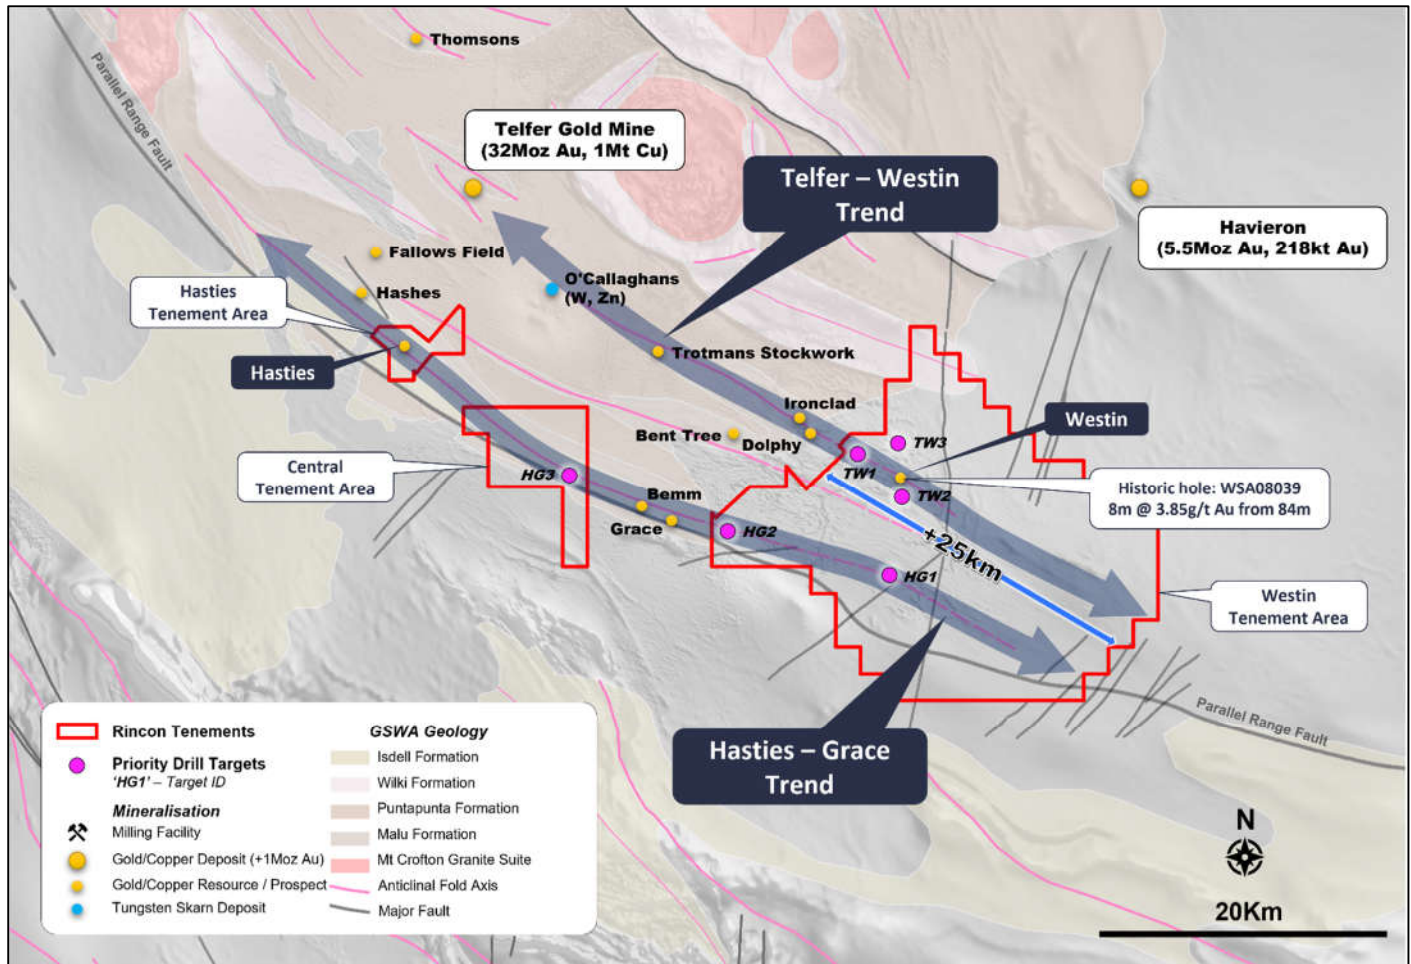 Thomsons
Parallel Range Fault
Telfer Gold Mine
(32Moz Au, 1Mt Cu)
Telfer – Westin
Trend
Havieron
(5.5Moz Au, 218kt Au)
Fallows Field
O'Callaghans
(W, Zn)
Hasties
Tenement Area
Hashes
Hasties
Trotmans Stockwork
Ironclad
Bent Tree
Dolphy
TW3
TW1
Westin
TW2
Central
Tenement Area
HG3
Historic hole: WSA08039
8m @ 3.85g/t Au from 84m
Bemm
Grace
HG2
+25km
HG1
Westin
Tenement Area
Parallel Range Fault
Hasties – Grace
Trend
Rincon Tenements
Priority Drill Targets
'HG1' – Target ID
Mineralisation
Milling Facility
Gold/Copper Deposit (+1Moz Au)
Gold/Copper Resource / Prospect
Tungsten Skarn Deposit
GSWA Geology
Isdell Formation
Wilki Formation
Puntapunta Formation
Malu Formation
Mt Crofton Granite Suite
Anticlinal Fold Axis
Major Fault
N
20Km